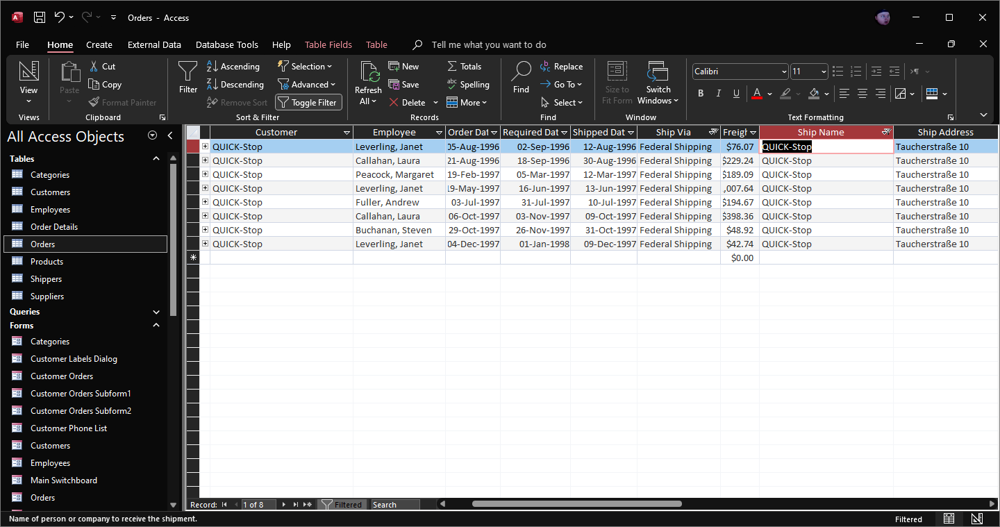 Orders - Access
File Home Create External Data Database Tools Help Table Fields Table Tell me what you want to do
View
Views
Paste
Cut
Copy
Format Painter
Clipboard
Filter
Ascending
Descending
Remove Sort
Selection
Advanced
Toggle Filter
Sort & Filter
Refresh
All
New
Save
Delete
Totals
Spelling
More
Records
Find
Replace
Go To
Select
Find
Size to
Fit Form
Switch
Windows
Window
Calibri 11
B I U A
Text Formatting
All Access Objects
Tables
Categories
Customers
Employees
Order Details
Orders
Products
Shippers
Suppliers
Queries
Forms
Categories
Customer Labels Dialog
Customer Orders
Customer Orders Subform1
Customer Orders Subform2
Customer Phone List
Customers
Employees
Main Switchboard
Orders
Customer Employee Order Dat Required Dat Shipped Dat Ship Via Freigh Ship Name Ship Address
QUICK-Stop Leverling, Janet 05-Aug-1996 02-Sep-1996 12-Aug-1996 Federal Shipping $76.07 QUICK-Stop Taucherstraße 10
QUICK-Stop Callahan, Laura 21-Aug-1996 18-Sep-1996 30-Aug-1996 Federal Shipping $229.24 QUICK-Stop Taucherstraße 10
QUICK-Stop Peacock, Margaret 19-Feb-1997 05-Mar-1997 12-Mar-1997 Federal Shipping $189.09 QUICK-Stop Taucherstraße 10
QUICK-Stop Leverling, Janet 19-May-1997 16-Jun-1997 13-Jun-1997 Federal Shipping ,007.64 QUICK-Stop Taucherstraße 10
QUICK-Stop Fuller, Andrew 03-Jul-1997 31-Jul-1997 10-Jul-1997 Federal Shipping $194.67 QUICK-Stop Taucherstraße 10
QUICK-Stop Callahan, Laura 06-Oct-1997 03-Nov-1997 09-Oct-1997 Federal Shipping $398.36 QUICK-Stop Taucherstraße 10
QUICK-Stop Buchanan, Steven 29-Oct-1997 26-Nov-1997 31-Oct-1997 Federal Shipping $48.92 QUICK-Stop Taucherstraße 10
QUICK-Stop Leverling, Janet 04-Dec-1997 01-Jan-1998 09-Dec-1997 Federal Shipping $42.74 QUICK-Stop Taucherstraße 10
$0.00
Record: 1 of 8 Filtered Search
Name of person or company to receive the shipment. Filtered